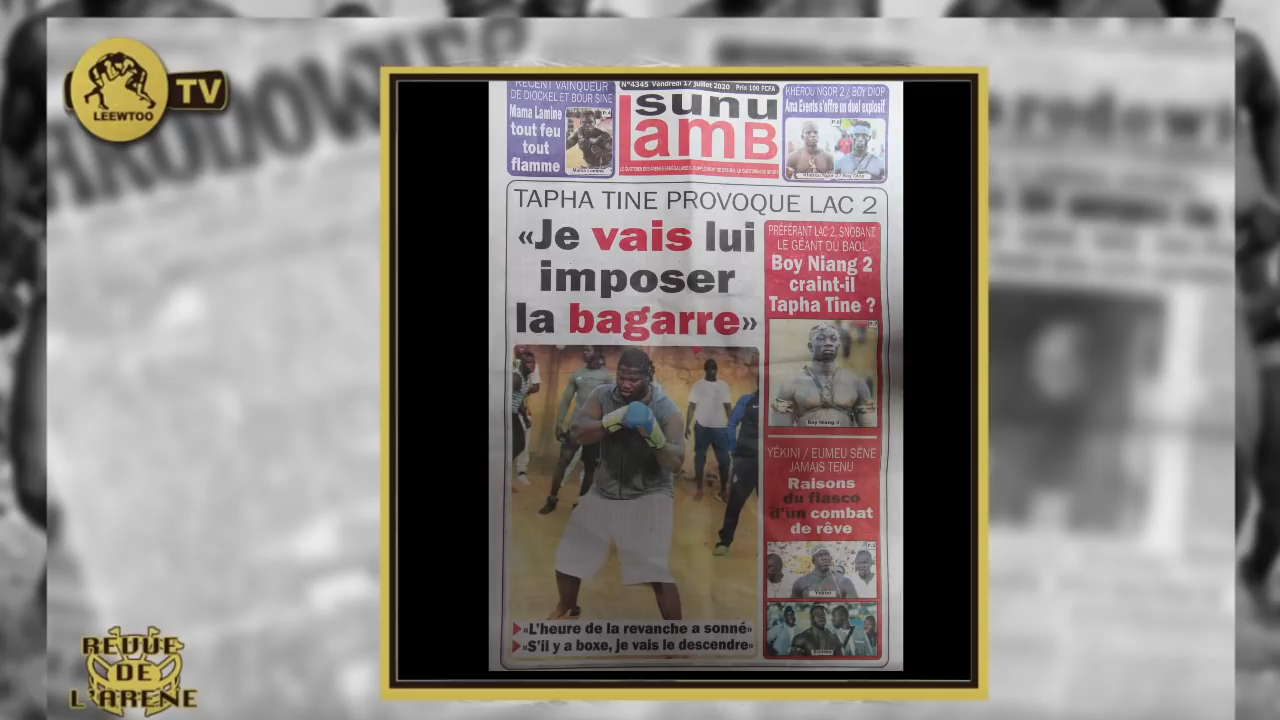 LEEWTOO
TV
RÉCENT VAINQUEUR
DE DIOCKEL ET BOUR SINE
Mama Lamine
tout feu
tout
flamme
Mama Lamine
N°4345 Vendredi 17 juillet 2020 Prix 100 FCFA
sunu
lamB
KHÉROU NGOR 2 / BOY DIOP
Ama Events s'offre un duel explosif
TAPHA TINE PROVOQUE LAC 2
«Je vais lui
imposer
la bagarre»
PRÉFÉRANT LAC 2, SNOBANT
LE GÉANT DU BAOL
Boy Niang 2
craint-il
Tapha Tine ?
Boy Niang 2
YÉKINI / EUMEU SÈNE
JAMAIS TENU
Raisons
du fiasco
d'un combat
de rêve
Yékini
«L'heure de la revanche a sonné»
«S'il y a boxe, je vais le descendre»
REVUE
DE
L'ARENE